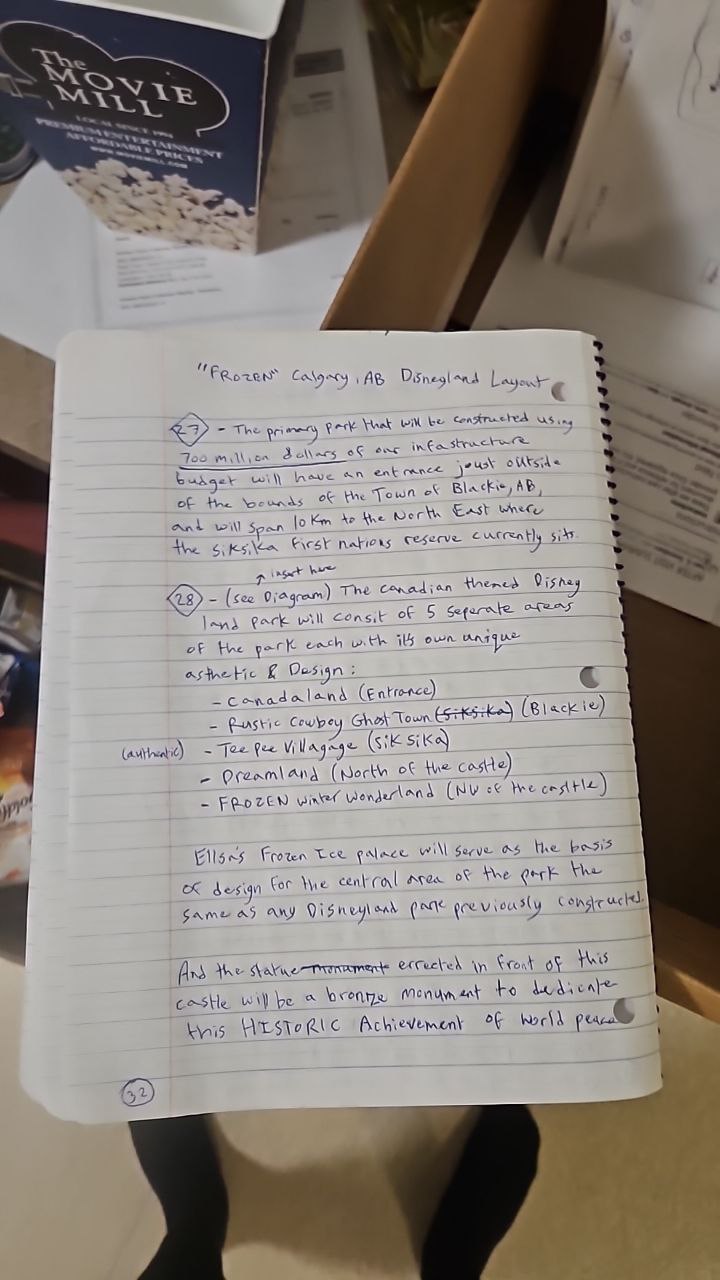 The
MOVIE
MILL
LOCAL SINCE 1994
PREMIUM ENTERTAINMENT
AFFORDABLE PRICES
WWW.MOVIEMILL.COM
"FROZEN" Calgary, AB Disneyland Layout
27 - The primary park that will be constructed using
700 million dollars of our infastructure
budget will have an entrance joust outside
of the bounds of the Town of Blackie, AB,
and will span 10 Km to the North East where
the siksika First nations reserve currently sits.
↑ insert here
28 - (see Diagram) The canadian themed Disney
land park will consit of 5 seperate areas
of the park each with it's own unique
asthetic & Design:
- Canadaland (Entrance)
- Rustic Cowboy Ghost Town (siksika) (Blackie)
(authentic) - Tee pee Villagage (siksika)
- Dreamland (North of the castle)
- FROZEN winter wonderland (NW of the castlle)
Ellsa's Frozen Ice palace will serve as the basis
of design for the central area of the park the
same as any Disneyland park previously constructed.
And the statue monument errected in front of this
castle will be a bronze monument to dedicate
this HISTORIC Achievement of world peace
32